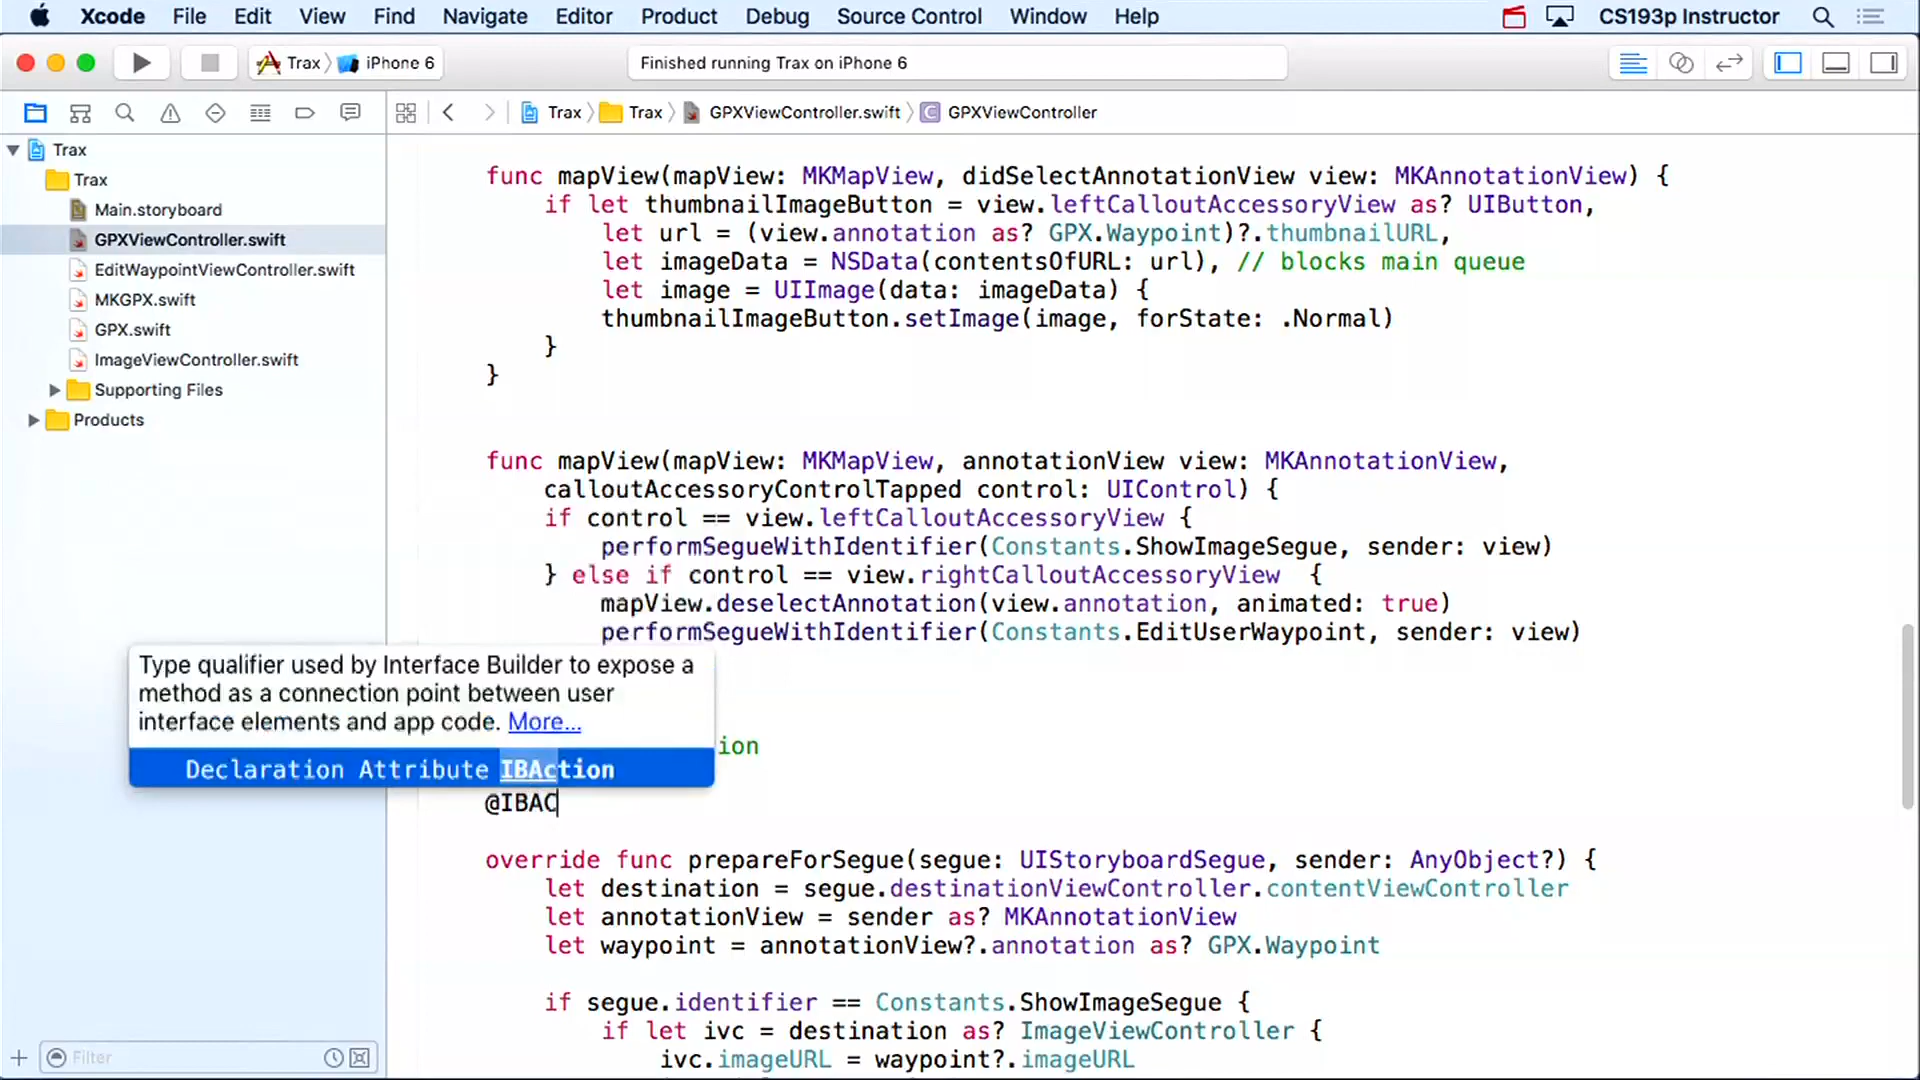 Xcode File Edit View Find Navigate Editor Product Debug Source Control Window Help CS193p Instructor
Trax iPhone 6 Finished running Trax on iPhone 6
Trax Trax GPXViewController.swift GPXViewController
Trax
Trax
Main.storyboard
GPXViewController.swift
EditWaypointViewController.swift
MKGPX.swift
GPX.swift
ImageViewController.swift
Supporting Files
Products
Filter
func mapView(mapView: MKMapView, didSelectAnnotationView view: MKAnnotationView) {
if let thumbnailImageButton = view.leftCalloutAccessoryView as? UIButton,
let url = (view.annotation as? GPX.Waypoint)?.thumbnailURL,
let imageData = NSData(contentsOfURL: url), // blocks main queue
let image = UIImage(data: imageData) {
thumbnailImageButton.setImage(image, forState: .Normal)
}
}
func mapView(mapView: MKMapView, annotationView view: MKAnnotationView,
calloutAccessoryControlTapped control: UIControl) {
if control == view.leftCalloutAccessoryView {
performSegueWithIdentifier(Constants.ShowImageSegue, sender: view)
} else if control == view.rightCalloutAccessoryView  {
mapView.deselectAnnotation(view.annotation, animated: true)
performSegueWithIdentifier(Constants.EditUserWaypoint, sender: view)
Type qualifier used by Interface Builder to expose a
method as a connection point between user
interface elements and app code. More...
ion
Declaration Attribute IBAction
@IBAC
override func prepareForSegue(segue: UIStoryboardSegue, sender: AnyObject?) {
let destination = segue.destinationViewController.contentViewController
let annotationView = sender as? MKAnnotationView
let waypoint = annotationView?.annotation as? GPX.Waypoint
if segue.identifier == Constants.ShowImageSegue {
if let ivc = destination as? ImageViewController {
ivc.imageURL = waypoint?.imageURL